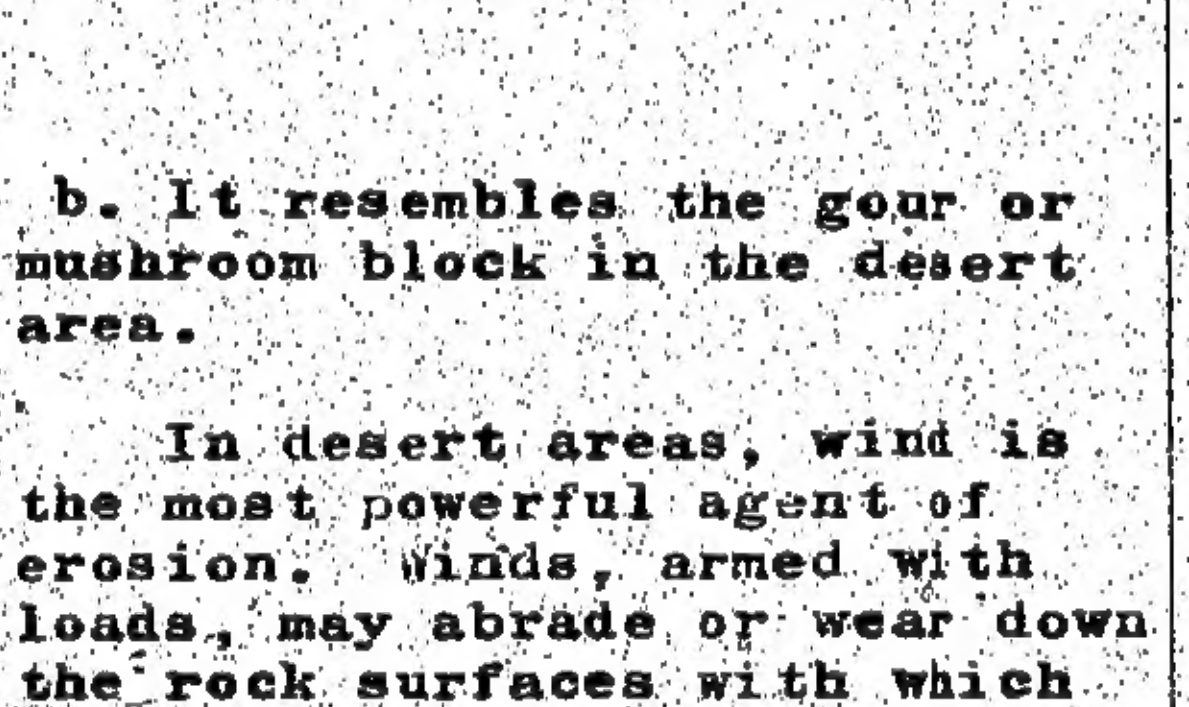 b. It resembles the gour or
mushroom block in the desert
area.
In desert areas, wind is
the most powerful agent of
erosion. Winds, armed with
loads, may abrade or wear down
the rock surfaces with which